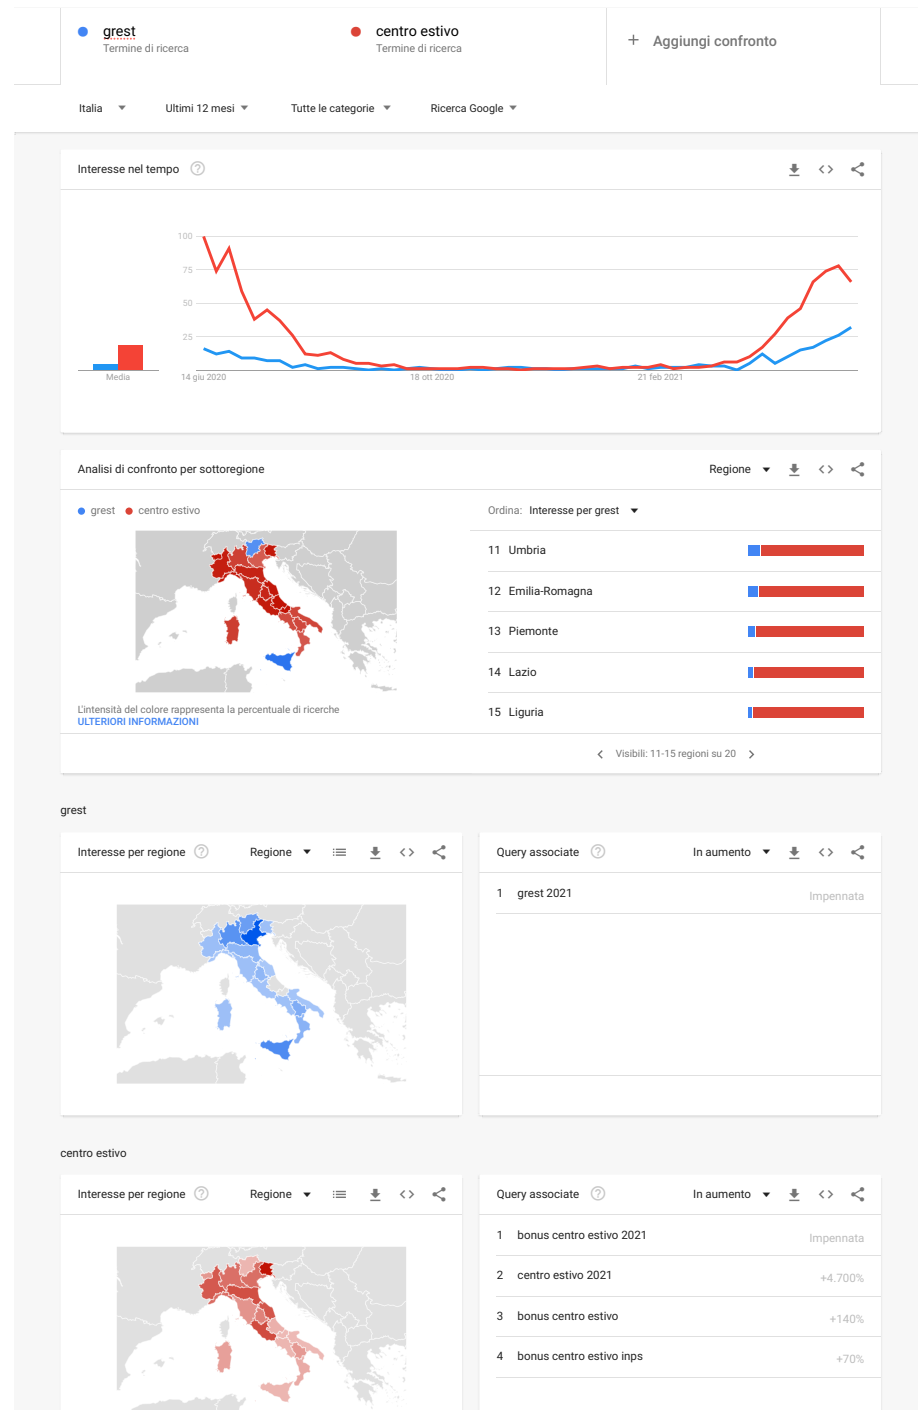 grest
Termine di ricerca
centro estivo
Termine di ricerca
+ Aggiungi confronto
Italia
Ultimi 12 mesi
Tutte le categorie
Ricerca Google
Interesse nel tempo
100
75
50
25
Media
14 giu 2020
18 ott 2020
21 feb 2021
Analisi di confronto per sottoregione
Regione
grest
centro estivo
Ordina: Interesse per grest
11 Umbria
12 Emilia-Romagna
13 Piemonte
14 Lazio
15 Liguria
L'intensità del colore rappresenta la percentuale di ricerche
ULTERIORI INFORMAZIONI
Visibili: 11-15 regioni su 20
grest
Interesse per regione
Regione
Query associate
In aumento
1 grest 2021
Impennata
centro estivo
Interesse per regione
Regione
Query associate
In aumento
1 bonus centro estivo 2021
Impennata
2 centro estivo 2021
+4.700%
3 bonus centro estivo
+140%
4 bonus centro estivo inps
+70%